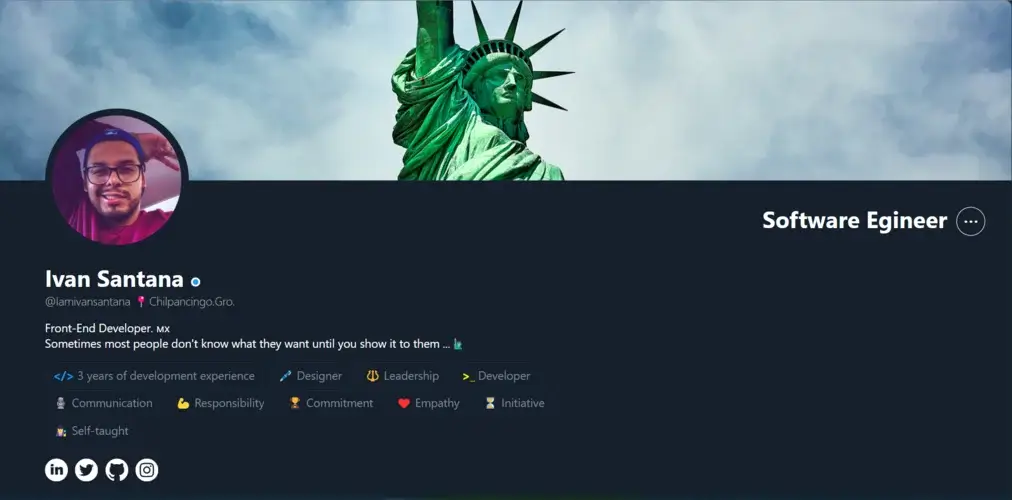 Software Egineer
Ivan Santana
@Iamivansantana 📍 Chilpancingo.Gro.
Front-End Developer. мx
Sometimes most people don't know what they want until you show it to them ... 🗽
</> 3 years of development experience Designer Leadership >_ Developer
Communication Responsibility Commitment Empathy Initiative
Self-taught
in